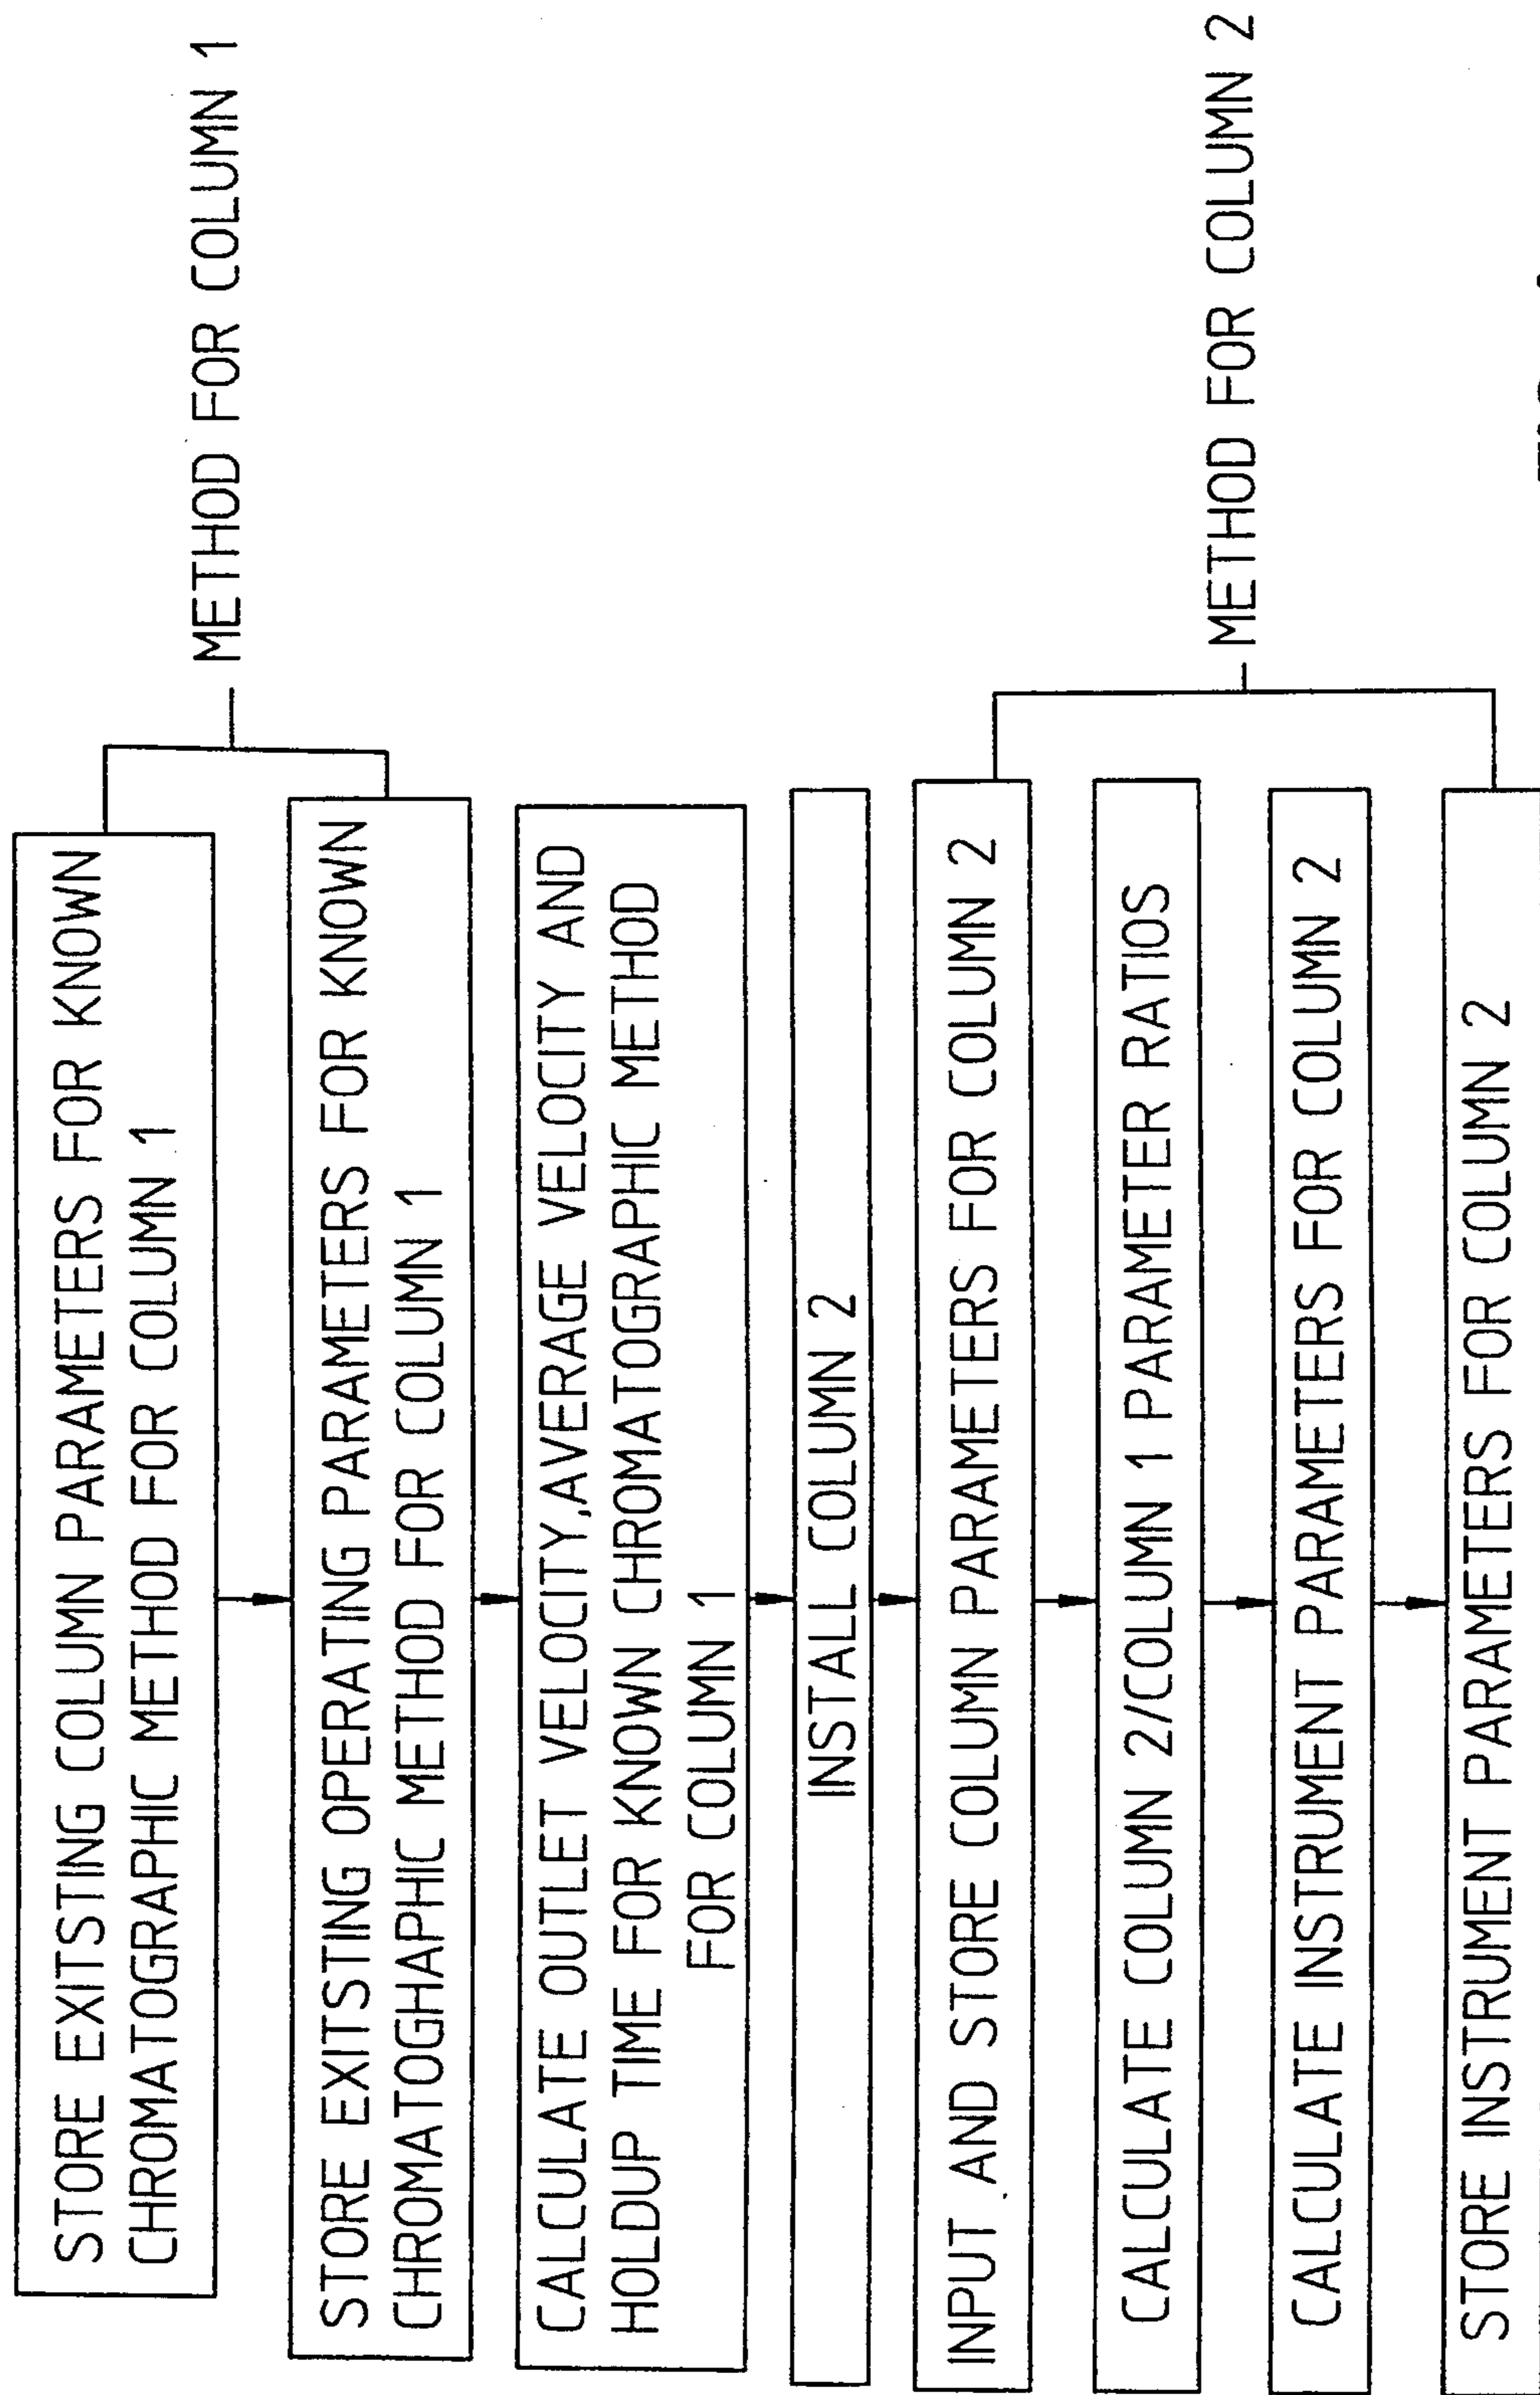 STORE EXITSTING COLUMN PARAMETERS FOR KNOWN
CHROMATOGRAPHIC METHOD FOR COLUMN 1
STORE EXITSTING OPERATING PARAMETERS FOR KNOWN
CHROMATOGHAPHIC METHOD FOR COLUMN 1
METHOD FOR COLUMN 1
CALCULATE OUTLET VELOCITY,AVERAGE VELOCITY AND
HOLDUP TIME FOR KNOWN CHROMATOGRAPHIC METHOD
FOR COLUMN 1
INSTALL COLUMN 2
INPUT AND STORE COLUMN PARAMETERS FOR COLUMN 2
CALCULATE COLUMN 2/COLUMN 1 PARAMETER RATIOS
CALCULATE INSTRUMENT PARAMETERS FOR COLUMN 2
STORE INSTRUMENT PARAMETERS FOR COLUMN 2
METHOD FOR COLUMN 2